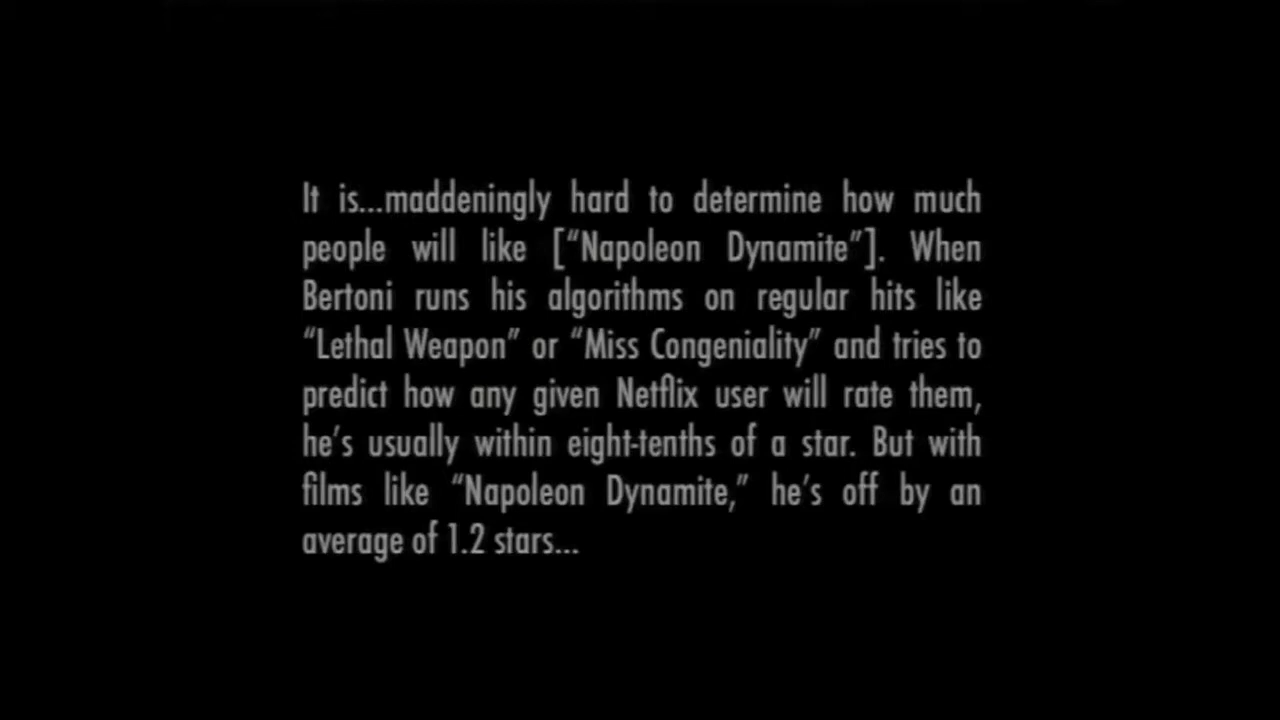 It is...maddeningly hard to determine how much
people will like [“Napoleon Dynamite”]. When
Bertoni runs his algorithms on regular hits like
“Lethal Weapon” or “Miss Congeniality” and tries to
predict how any given Netflix user will rate them,
he’s usually within eight-tenths of a star. But with
films like “Napoleon Dynamite,” he’s off by an
average of 1.2 stars...